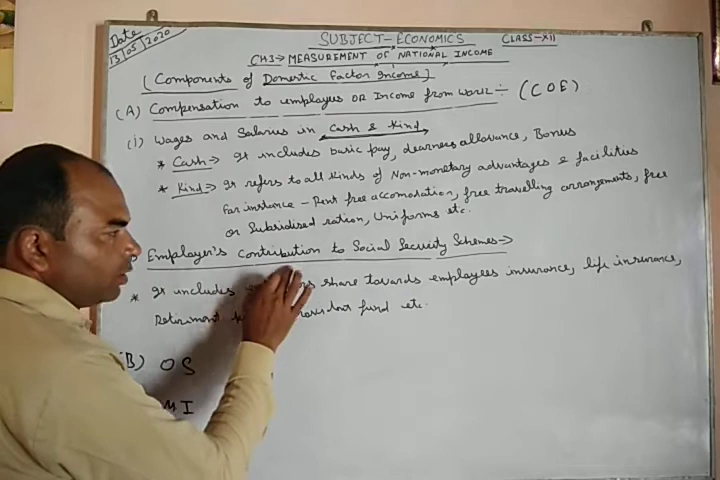 Date
13/05/2020
SUBJECT-ECONOMICS CLASS-XII
CH3→ MEASUREMENT OF NATIONAL INCOME
(Components of Domestic Factor Income)
(A) Compensation to employees OR Income from work ÷ (COE)
(i) Wages and Salaries in Cash & Kind
* Cash→ It includes basic pay, dearness allowance, Bonus
* Kind→ It refers to all kinds of Non-monetary advantages & facilities
For instance - Rent free accomodation, free travelling arrangements, free
or Subsidised ration, Uniforms etc.
Employer's Contribution to Social Security Schemes→
* It includes share towards employees insurance, life insurance,
Retirement fund etc.
(B) OS
MI